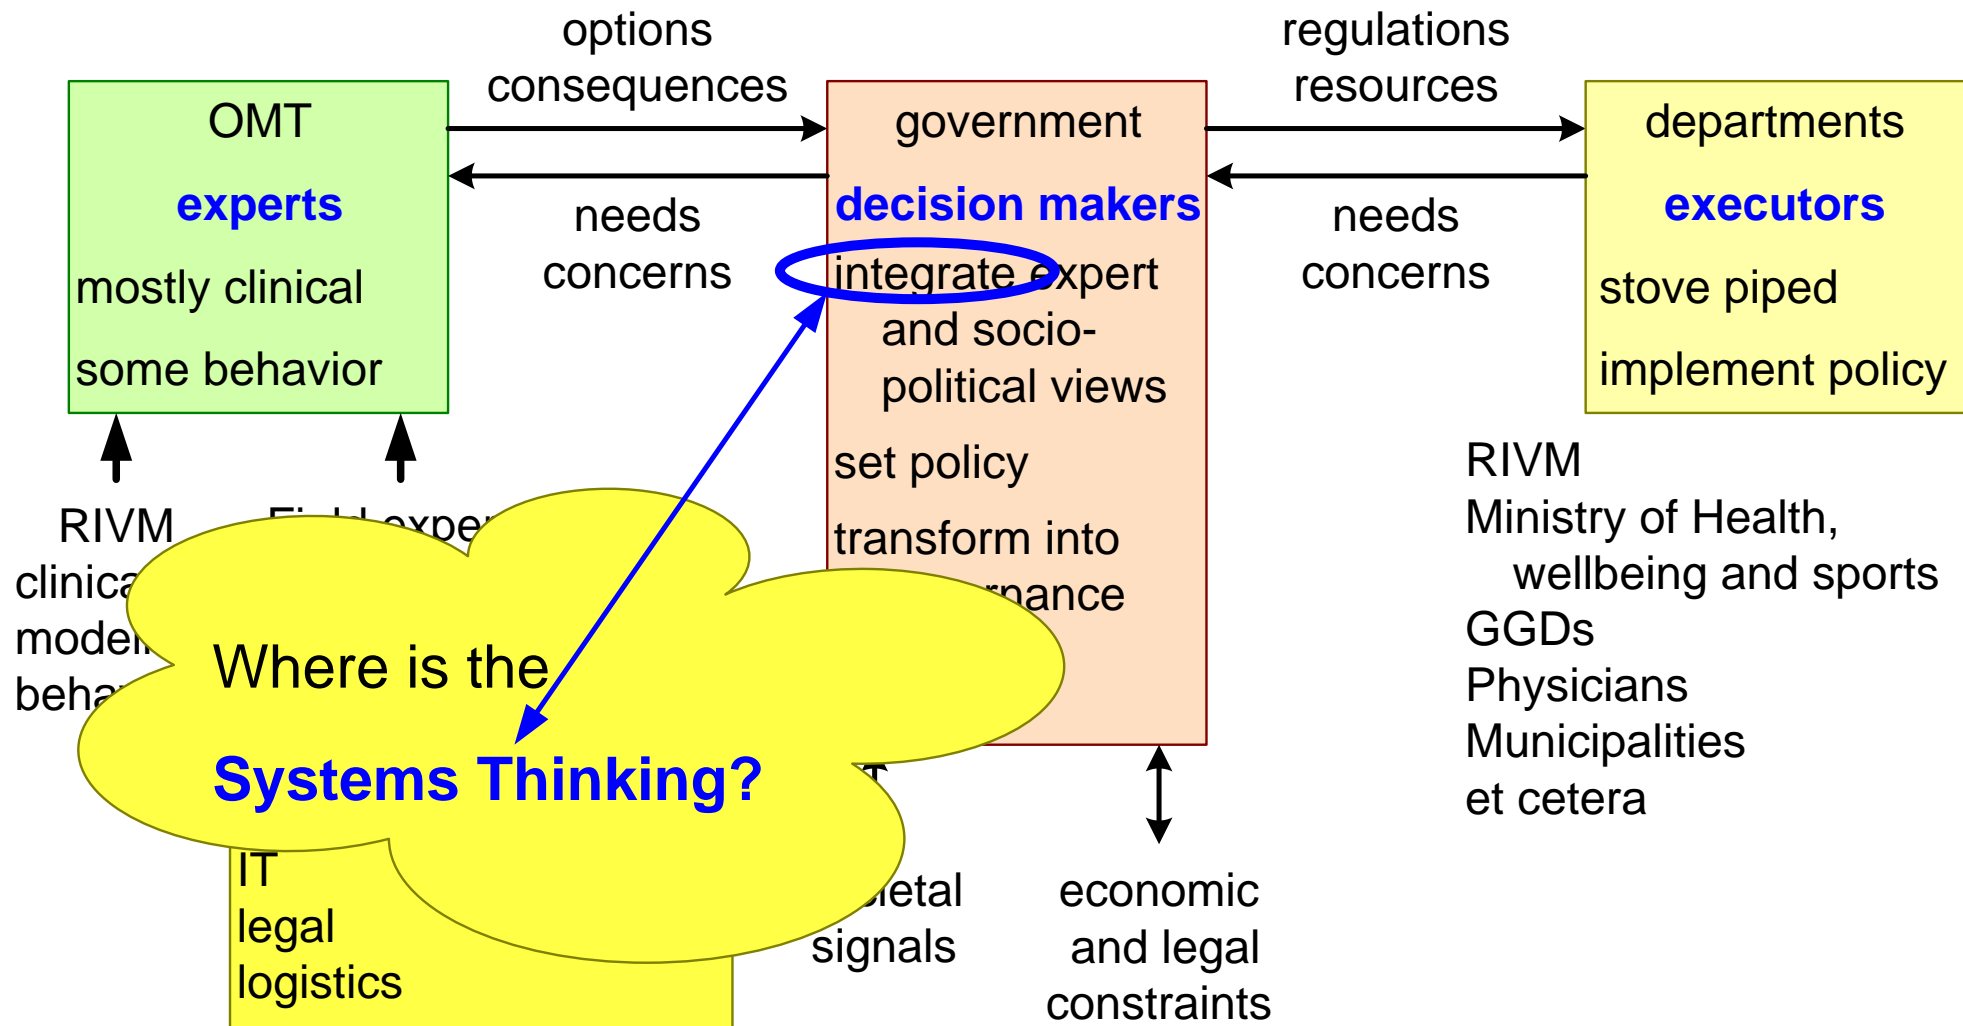 options
consequences
regulations
resources
OMT
experts
mostly clinical
some behavior
needs
concerns
government
decision makers
integrate expert
and socio-
political views
set policy
transform into
needs
concerns
departments
executors
stove piped
implement policy
RIVM
Field
Where is the
Systems Thinking?
IT
legal
logistics
signals
economic
and legal
constraints
RIVM
Ministry of Health,
wellbeing and sports
GGDs
Physicians
Municipalities
et cetera